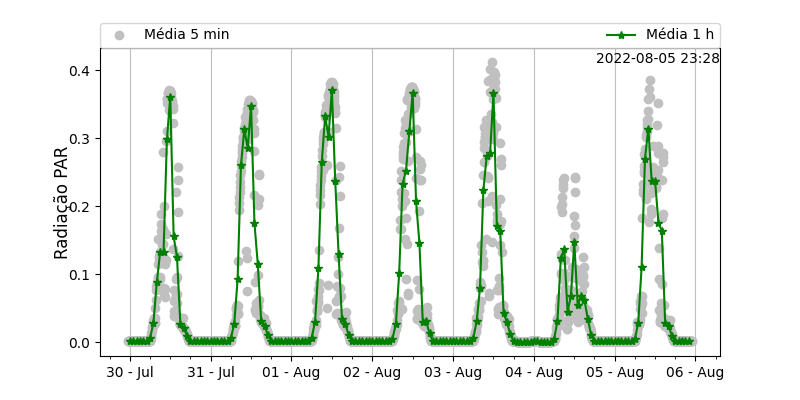 Média 5 min
Média 1 h
2022-08-05 23:28
Radiação PAR
0.4
0.3
0.2
0.1
0.0
30 - Jul
31 - Jul
01 - Aug
02 - Aug
03 - Aug
04 - Aug
05 - Aug
06 - Aug